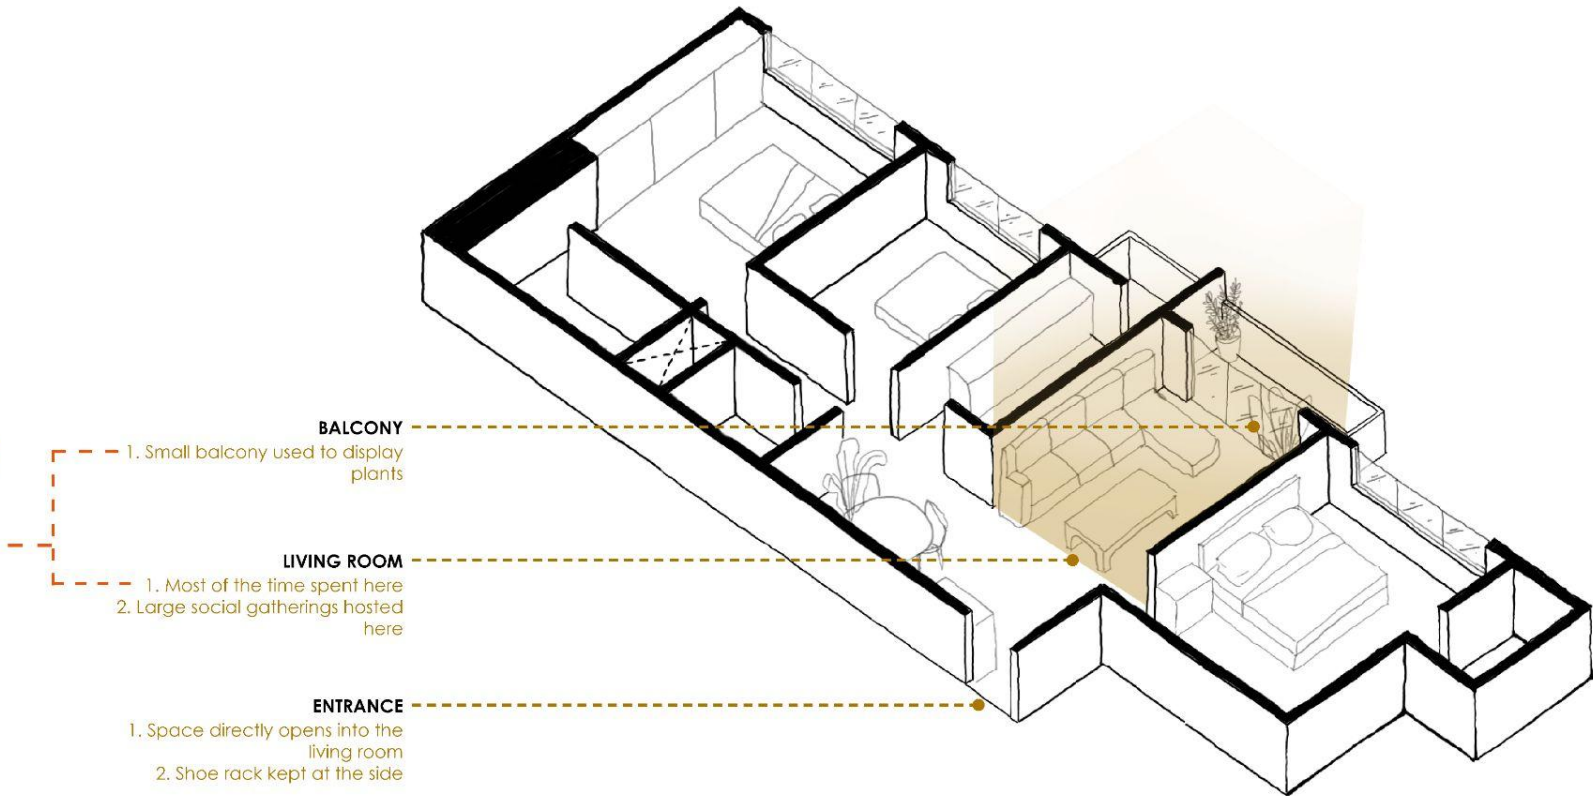 BALCONY
1. Small balcony used to display
plants
LIVING ROOM
1. Most of the time spent here
2. Large social gatherings hosted
here
ENTRANCE
1. Space directly opens into the
living room
2. Shoe rack kept at the side